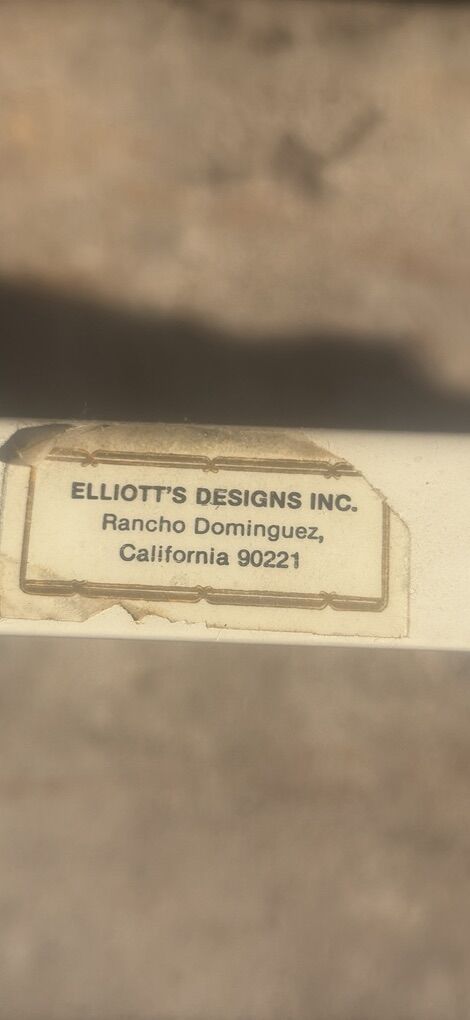 ELLIOTT'S DESIGNS INC.
Rancho Dominguez,
California 90221